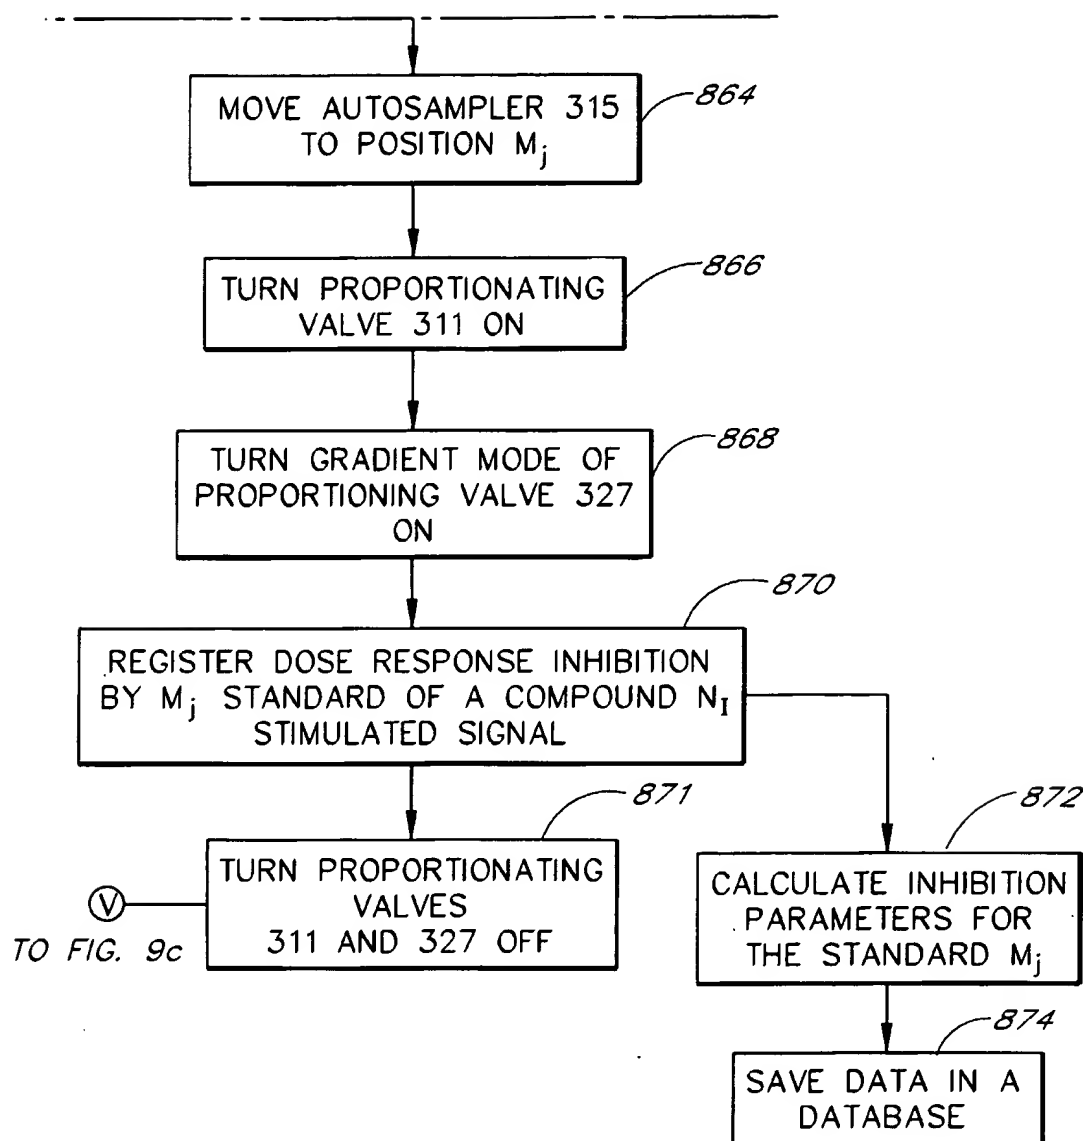 MOVE AUTOSAMPLER 315
TO POSITION Mj
864
TURN PROPORTIONATING
VALVE 311 ON
866
TURN GRADIENT MODE OF
PROPORTIONING VALVE 327
ON
868
REGISTER DOSE RESPONSE INHIBITION
BY Mj STANDARD OF A COMPOUND NI
STIMULATED SIGNAL
870
TURN PROPORTIONATING
VALVES
311 AND 327 OFF
871
V
TO FIG. 9c
CALCULATE INHIBITION
PARAMETERS FOR
THE STANDARD Mj
872
SAVE DATA IN A
DATABASE
874